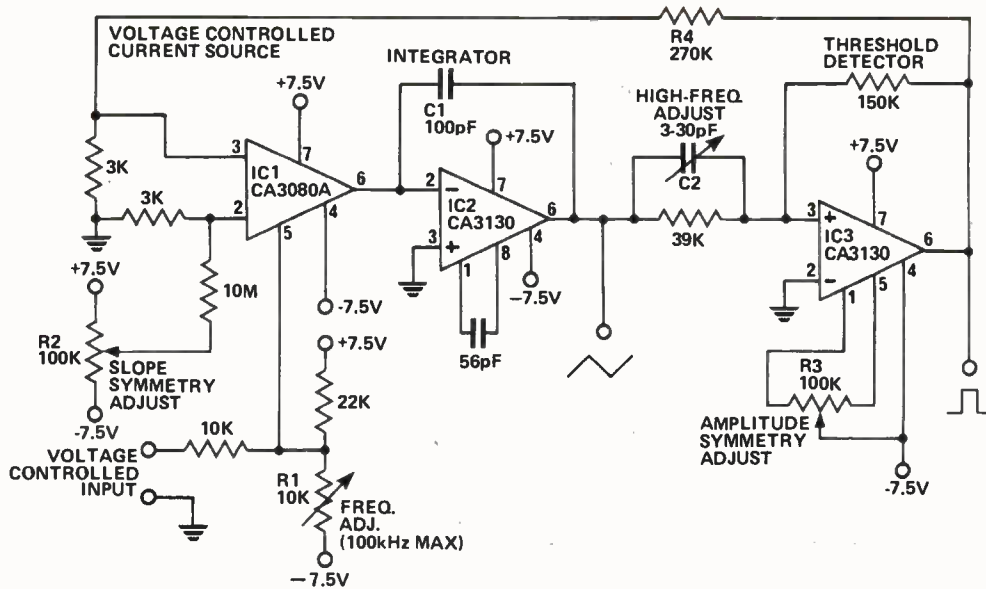 VOLTAGE CONTROLLED
CURRENT SOURCE
R4
270K
THRESHOLD
DETECTOR
150K
INTEGRATOR
C1
100pF
HIGH-FREQ.
ADJUST
3-30pF
C2
39K
+7.5V
7
3
2
6
4
5
IC1
CA3080A
3K
3K
-7.5V
+7.5V
7
2
3
6
4
1
8
−
+
IC2
CA3130
−7.5V
56pF
+7.5V
7
3
2
6
4
1
5
+
−
IC3
CA3130
R3
100K
AMPLITUDE
SYMMETRY
ADJUST
-7.5V
+7.5V
10M
R2
100K
SLOPE
SYMMETRY
ADJUST
-7.5V
+7.5V
22K
10K
VOLTAGE
CONTROLLED
INPUT
R1
10K
FREQ.
ADJ.
(100kHz MAX)
−7.5V